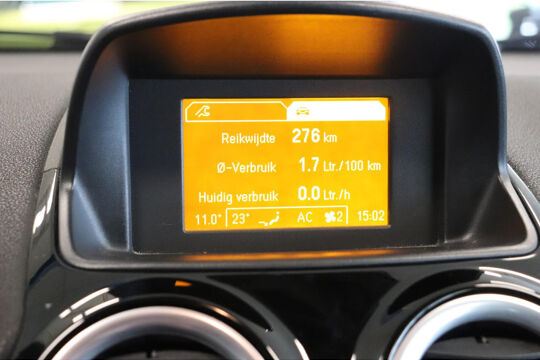 Reikwijdte 276 km
Ø-Verbruik 1.7 Ltr./100 km
Huidig verbruik 0.0 Ltr./h
11.0° 23° AC 2 15:02